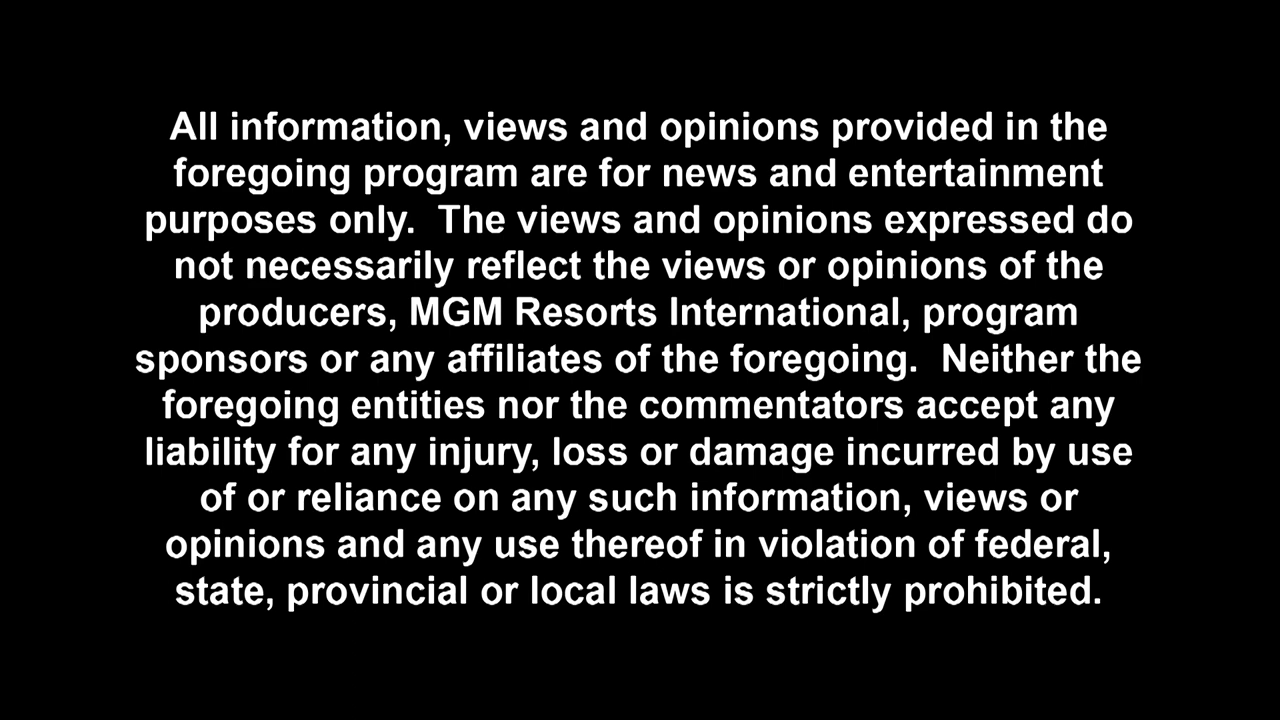 All information, views and opinions provided in the
foregoing program are for news and entertainment
purposes only.  The views and opinions expressed do
not necessarily reflect the views or opinions of the
producers, MGM Resorts International, program
sponsors or any affiliates of the foregoing.  Neither the
foregoing entities nor the commentators accept any
liability for any injury, loss or damage incurred by use
of or reliance on any such information, views or
opinions and any use thereof in violation of federal,
state, provincial or local laws is strictly prohibited.